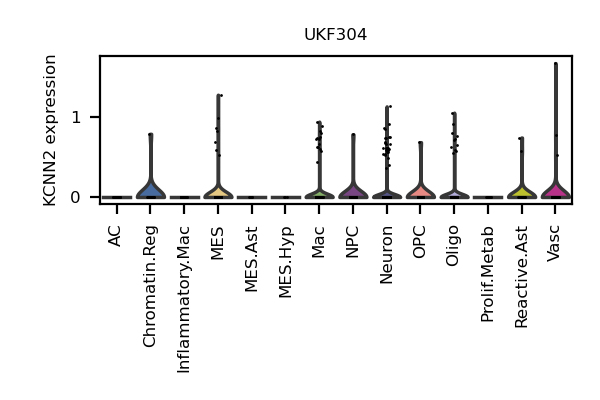 UKF304
KCNN2 expression
1
0
AC
Chromatin.Reg
Inflammatory.Mac
MES
MES.Ast
MES.Hyp
Mac
NPC
Neuron
OPC
Oligo
Prolif.Metab
Reactive.Ast
Vasc